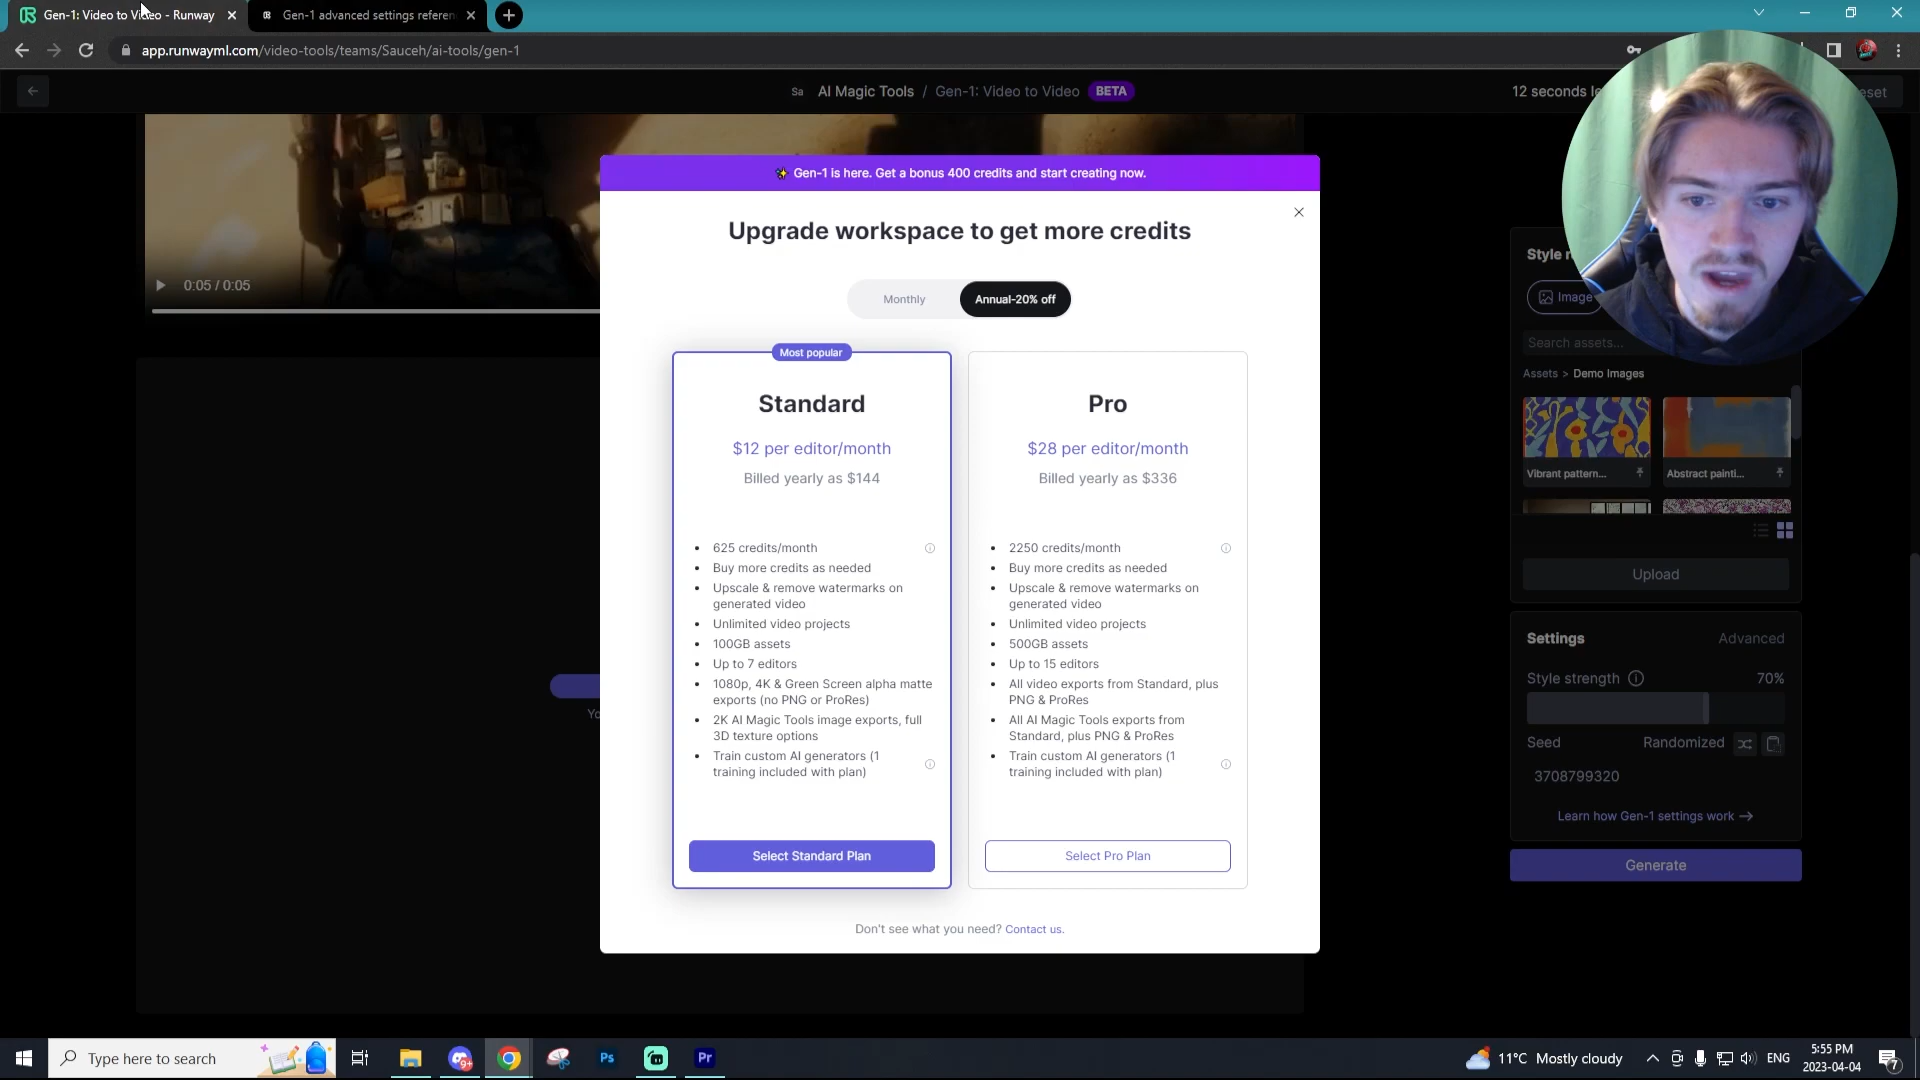 Gen-1: Video to Video - Runway
Gen-1 advanced settings referen
app.runwayml.com/video-tools/teams/Sauceh/ai-tools/gen-1
Sa AI Magic Tools / Gen-1: Video to Video BETA
12 seconds
✨ Gen-1 is here. Get a bonus 400 credits and start creating now.
Upgrade workspace to get more credits
Monthly
Annual-20% off
Most popular
Standard
$12 per editor/month
Billed yearly as $144
• 625 credits/month
• Buy more credits as needed
• Upscale & remove watermarks on
generated video
• Unlimited video projects
• 100GB assets
• Up to 7 editors
• 1080p, 4K & Green Screen alpha matte
exports (no PNG or ProRes)
• 2K AI Magic Tools image exports, full
3D texture options
• Train custom AI generators (1
training included with plan)
Select Standard Plan
Pro
$28 per editor/month
Billed yearly as $336
• 2250 credits/month
• Buy more credits as needed
• Upscale & remove watermarks on
generated video
• Unlimited video projects
• 500GB assets
• Up to 15 editors
• All video exports from Standard, plus
PNG & ProRes
• All AI Magic Tools exports from
Standard, plus PNG & ProRes
• Train custom AI generators (1
training included with plan)
Select Pro Plan
Don't see what you need? Contact us.
0:05 / 0:05
Style
Image
Search assets...
Assets > Demo Images
Vibrant pattern...
Abstract painti...
Upload
Settings
Advanced
Style strength
70%
Seed
Randomized
3708799320
Learn how Gen-1 settings work →
Generate
Type here to search
Ps
Pr
11°C Mostly cloudy
ENG
5:55 PM
2023-04-04
7